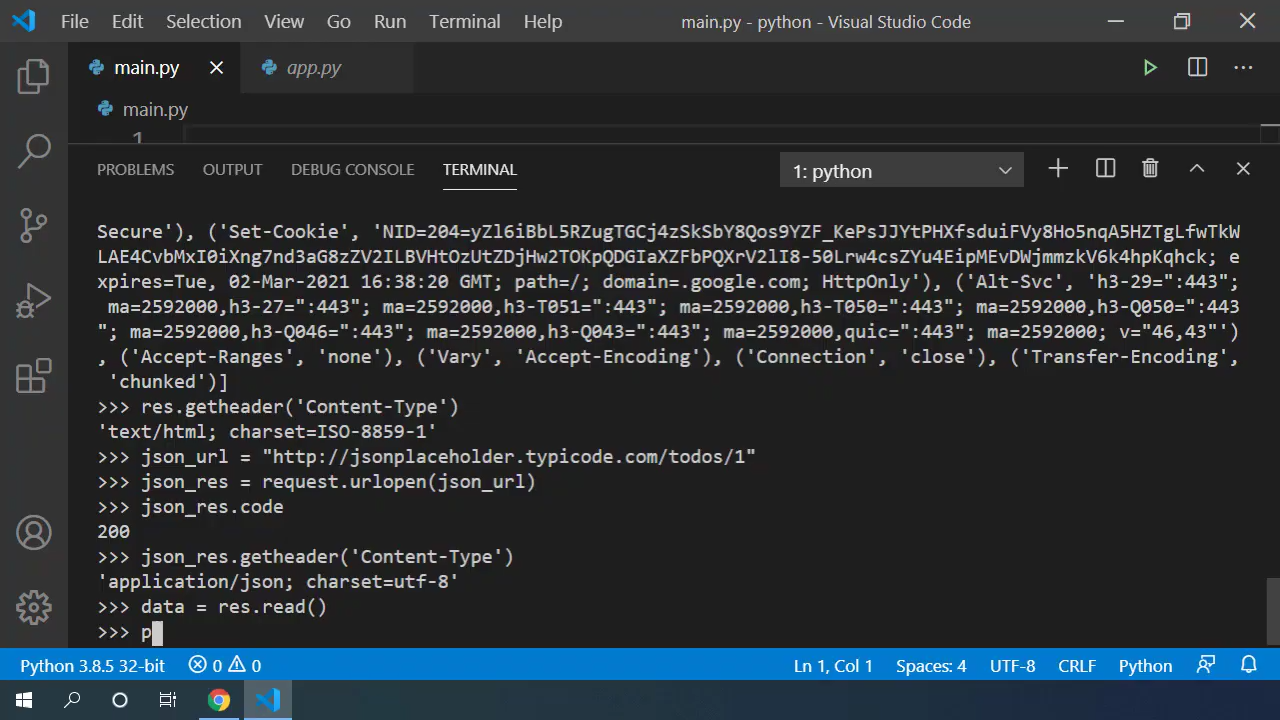 File Edit Selection View Go Run Terminal Help main.py - python - Visual Studio Code
main.py app.py
main.py
1
PROBLEMS OUTPUT DEBUG CONSOLE TERMINAL 1: python
Secure'), ('Set-Cookie', 'NID=204=yZl6iBbL5RZugTGCj4zSkSbY8Qos9YZF_KePsJJYtPHXfsduiFVy8Ho5nqA5HZTgLfwTkW
LAE4CvbMxI0iXng7nd3aG8zZV2ILBVHtOzUtZDjHw2TOKpQDGIaXZFbPQXrV2lI8-50Lrw4csZYu4EipMEvDWjmmzkV6k4hpKqhck; e
xpires=Tue, 02-Mar-2021 16:38:20 GMT; path=/; domain=.google.com; HttpOnly'), ('Alt-Svc', 'h3-29=":443";
 ma=2592000,h3-27=":443"; ma=2592000,h3-T051=":443"; ma=2592000,h3-T050=":443"; ma=2592000,h3-Q050=":443
"; ma=2592000,h3-Q046=":443"; ma=2592000,h3-Q043=":443"; ma=2592000,quic=":443"; ma=2592000; v="46,43"')
, ('Accept-Ranges', 'none'), ('Vary', 'Accept-Encoding'), ('Connection', 'close'), ('Transfer-Encoding',
 'chunked')]
>>> res.getheader('Content-Type')
'text/html; charset=ISO-8859-1'
>>> json_url = "http://jsonplaceholder.typicode.com/todos/1"
>>> json_res = request.urlopen(json_url)
>>> json_res.code
200
>>> json_res.getheader('Content-Type')
'application/json; charset=utf-8'
>>> data = res.read()
>>> p
Python 3.8.5 32-bit 0 0 Ln 1, Col 1 Spaces: 4 UTF-8 CRLF Python